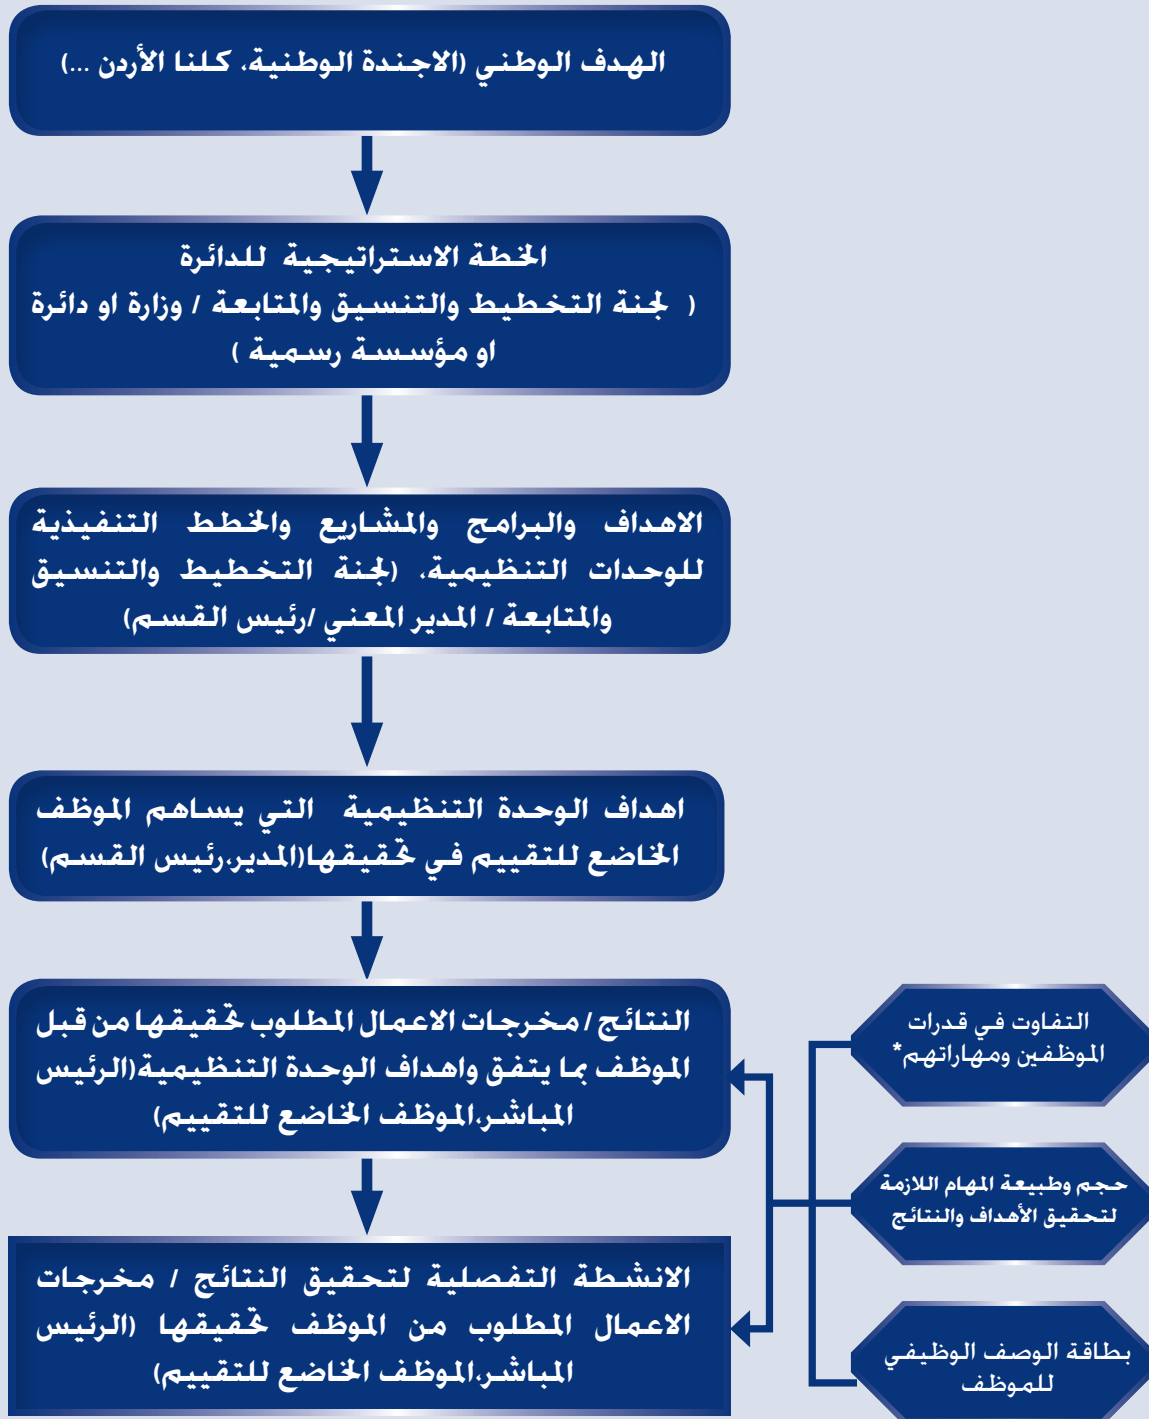 الهدف الوطني (الاجندة الوطنية، كلنا الأردن ...)
الخطة الاستراتيجية للدائرة
( لجنة التخطيط والتنسيق والمتابعة / وزارة او دائرة
او مؤسسة رسمية )
الاهداف والبرامج والمشاريع والخطط التنفيذية
للوحدات التنظيمية، (لجنة التخطيط والتنسيق
والمتابعة / المدير المعني /رئيس القسم)
اهداف الوحدة التنظيمية التي يساهم الموظف
الخاضع للتقييم في تحقيقها(المدير،رئيس القسم)
النتائج / مخرجات الاعمال المطلوب تحقيقها من قبل
الموظف بما يتفق واهداف الوحدة التنظيمية(الرئيس
المباشر،الموظف الخاضع للتقييم)
الانشطة التفصلية لتحقيق النتائج / مخرجات
الاعمال المطلوب من الموظف تحقيقها (الرئيس
المباشر،الموظف الخاضع للتقييم)
التفاوت في قدرات
الموظفين ومهاراتهم*
حجم وطبيعة المهام اللازمة
لتحقيق الأهداف والنتائج
بطاقة الوصف الوظيفي
للموظف